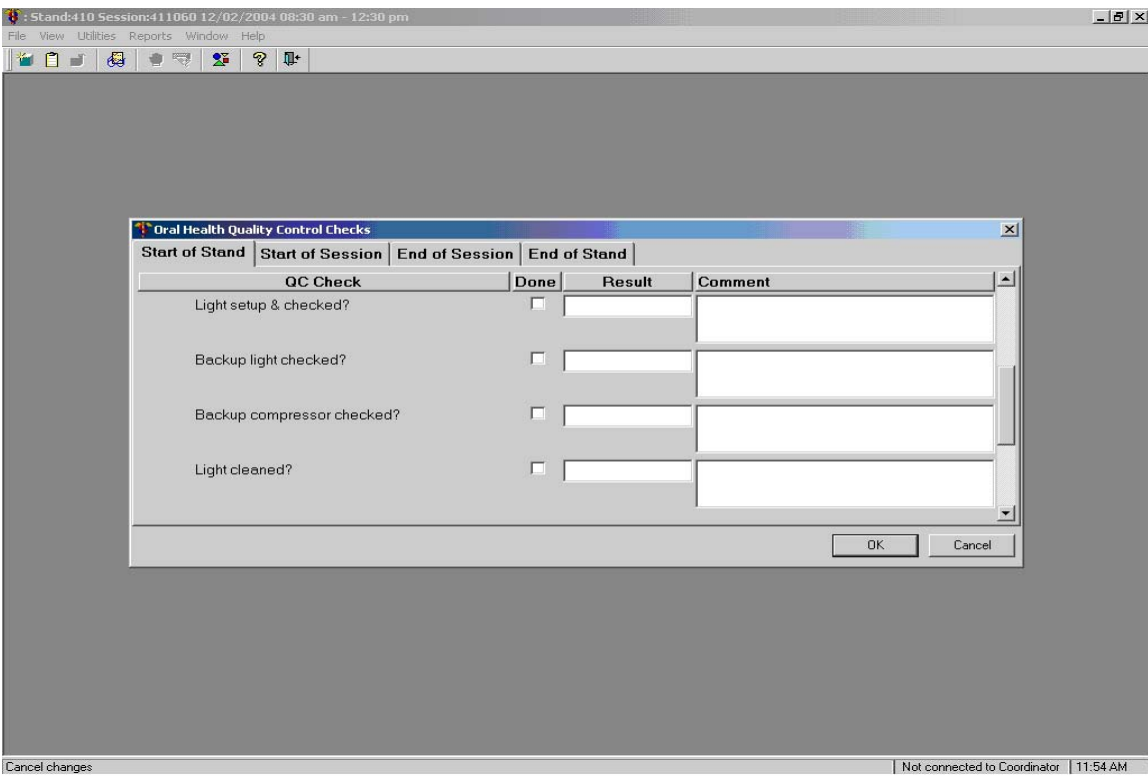 : Stand:410 Session:411060 12/02/2004 08:30 am - 12:30 pm
File View Utilities Reports Window Help
Oral Health Quality Control Checks
Start of Stand Start of Session End of Session End of Stand
QC Check Done Result Comment
Light setup & checked?
Backup light checked?
Backup compressor checked?
Light cleaned?
OK Cancel
Cancel changes Not connected to Coordinator 11:54 AM